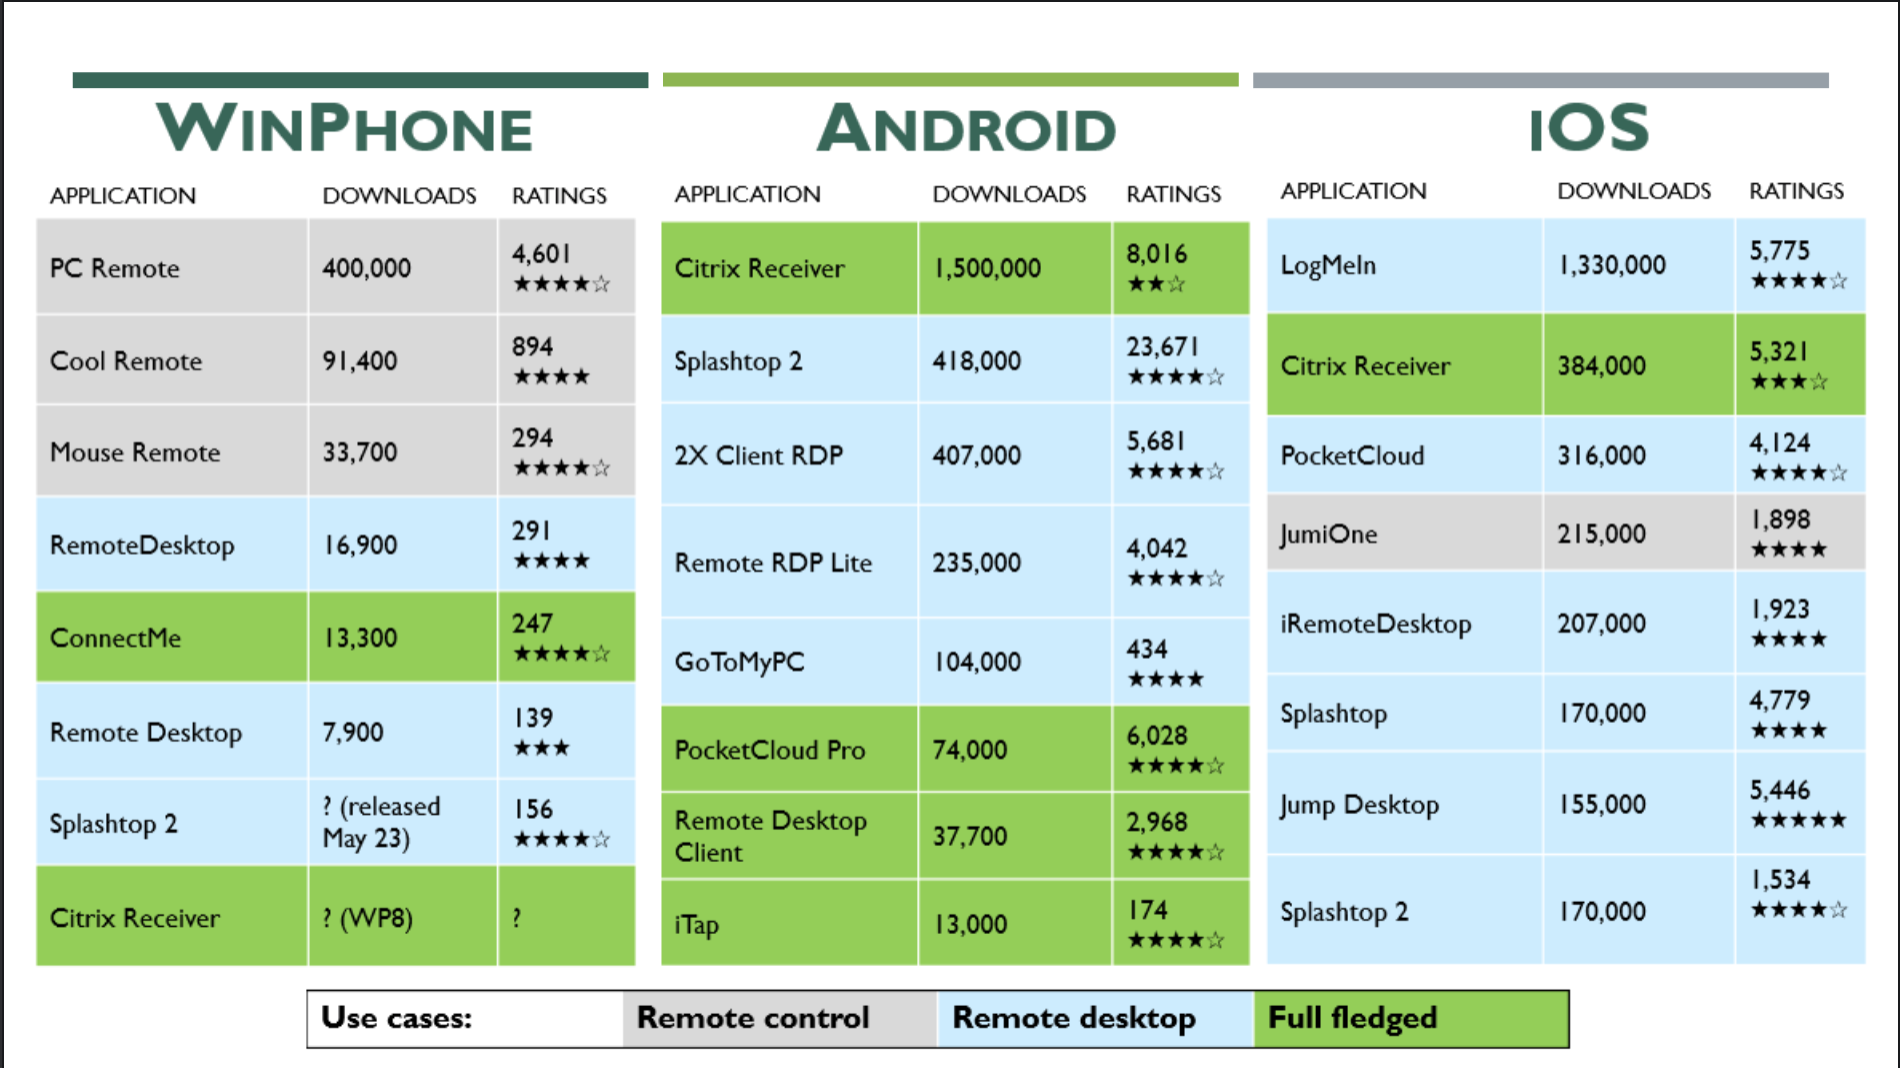 WINPHONE
APPLICATION DOWNLOADS RATINGS
PC Remote 400,000 4,601 ★★★★☆
Cool Remote 91,400 894 ★★★★
Mouse Remote 33,700 294 ★★★★☆
RemoteDesktop 16,900 291 ★★★★
ConnectMe 13,300 247 ★★★★☆
Remote Desktop 7,900 139 ★★★
Splashtop 2 ? (released May 23) 156 ★★★★☆
Citrix Receiver ? (WP8) ?
ANDROID
APPLICATION DOWNLOADS RATINGS
Citrix Receiver 1,500,000 8,016 ★★☆
Splashtop 2 418,000 23,671 ★★★★☆
2X Client RDP 407,000 5,681 ★★★★☆
Remote RDP Lite 235,000 4,042 ★★★★☆
GoToMyPC 104,000 434 ★★★★
PocketCloud Pro 74,000 6,028 ★★★★☆
Remote Desktop Client 37,700 2,968 ★★★★☆
iTap 13,000 174 ★★★★☆
IOS
APPLICATION DOWNLOADS RATINGS
LogMeIn 1,330,000 5,775 ★★★★☆
Citrix Receiver 384,000 5,321 ★★★☆
PocketCloud 316,000 4,124 ★★★★☆
JumiOne 215,000 1,898 ★★★★
iRemoteDesktop 207,000 1,923 ★★★★
Splashtop 170,000 4,779 ★★★★
Jump Desktop 155,000 5,446 ★★★★★
Splashtop 2 170,000 1,534 ★★★★☆
Use cases: Remote control Remote desktop Full fledged